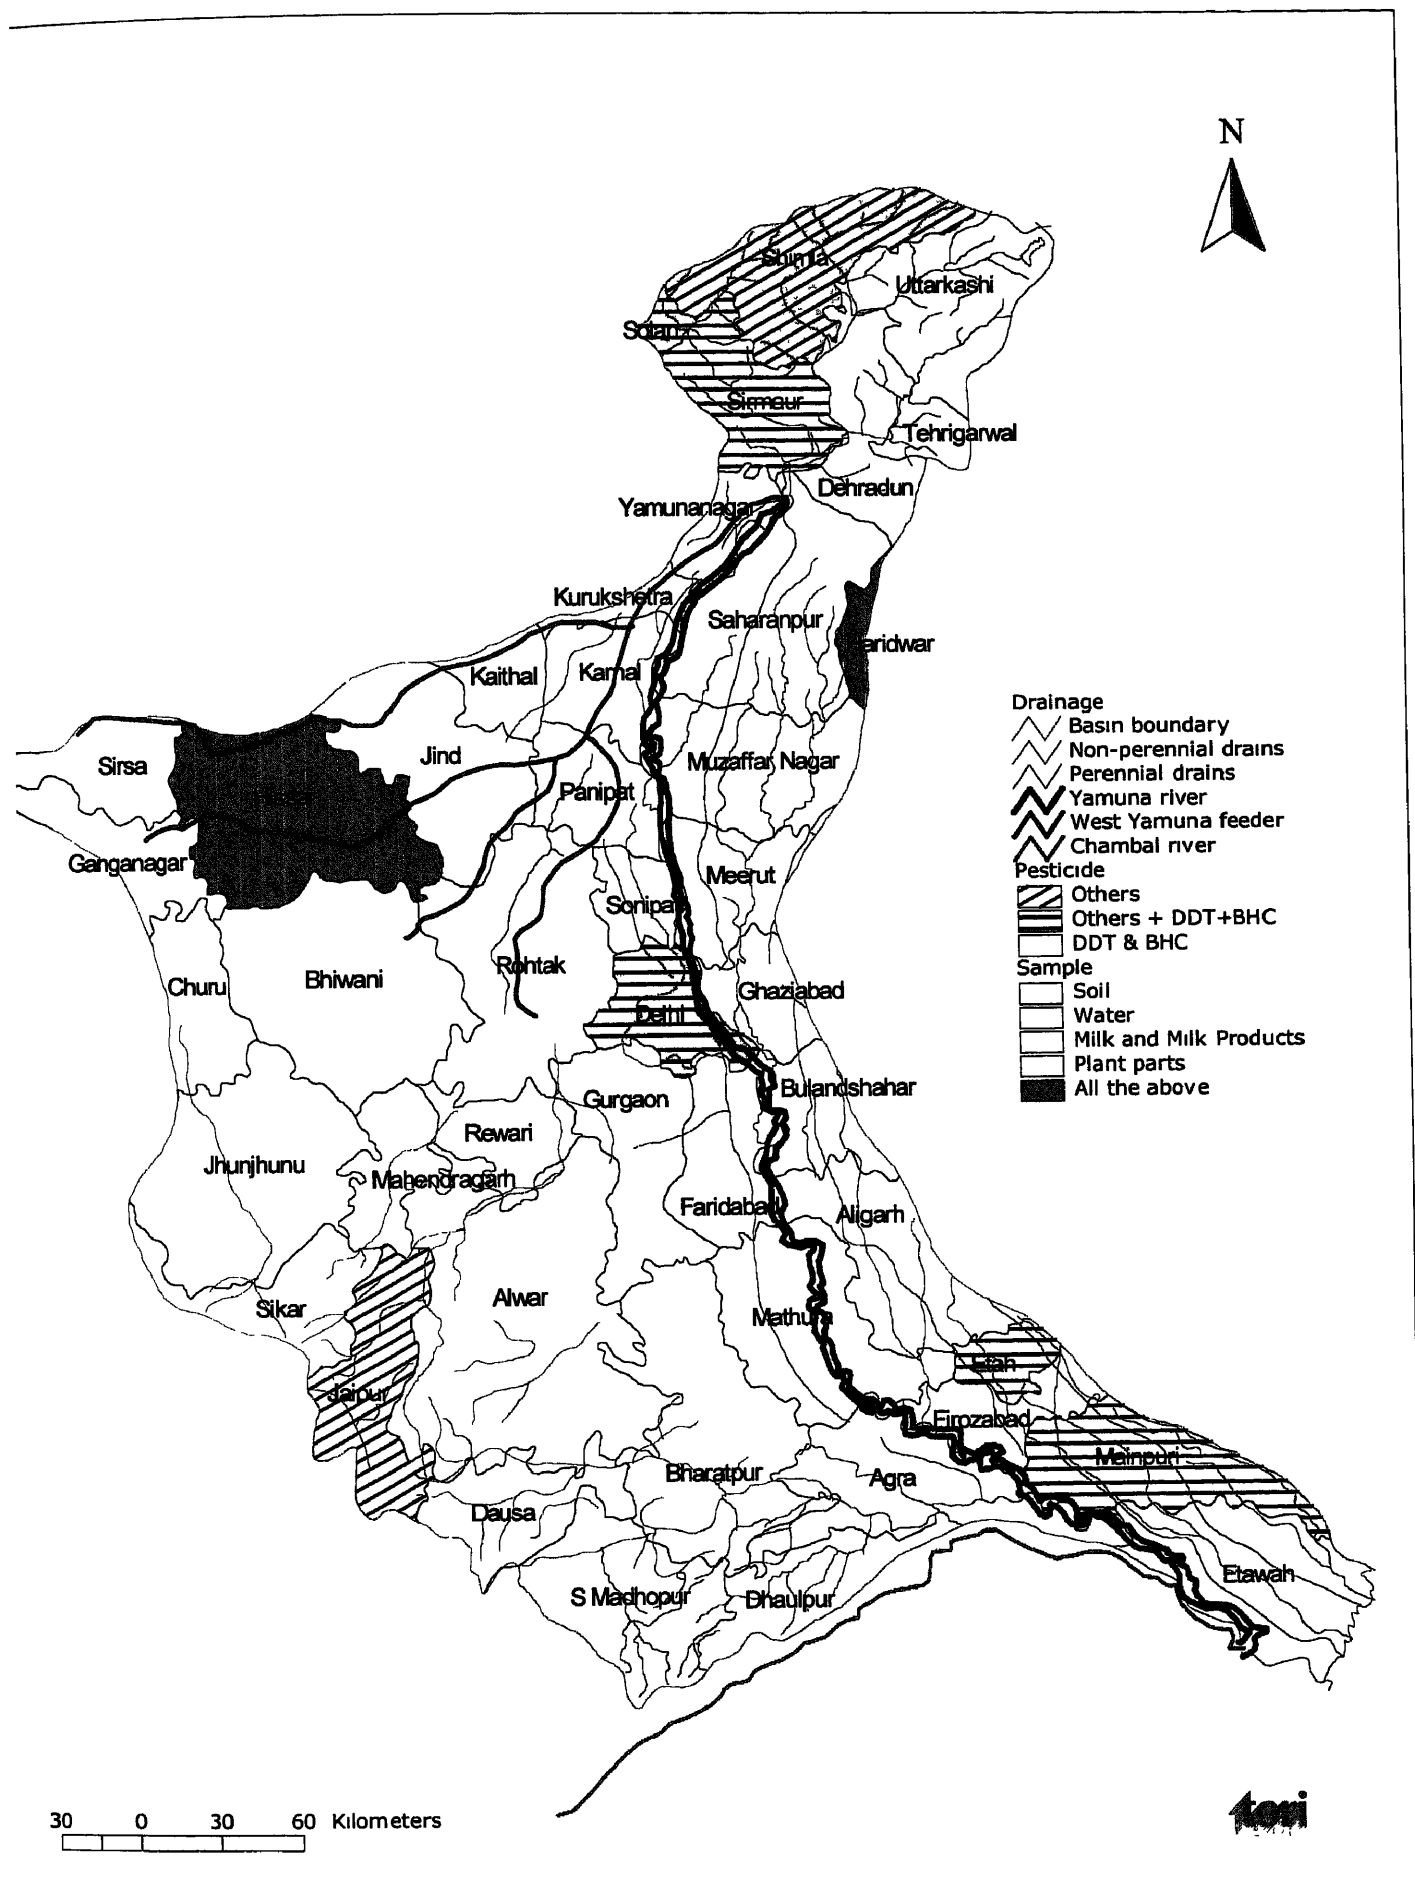 N
Shimla
Uttarkashi
Solan
Sirmaur
Tehrigarwal
Dehradun
Yamunanagar
Kurukshetra
Saharanpur
aridwar
Kaithal
Karnal
Drainage
Basin boundary
Non-perennial drains
Perennial drains
Yamuna river
West Yamuna feeder
Chambal river
Pesticide
Others
Others + DDT+BHC
DDT & BHC
Sample
Soil
Water
Milk and Milk Products
Plant parts
All the above
Sirsa
Jind
Muzaffar Nagar
Panipat
Ganganagar
Meerut
Sonipat
Churu
Bhiwani
Rohtak
Ghaziabad
Delhi
Bulandshahar
Gurgaon
Rewari
Jhunjhunu
Mahendragarh
Faridabad
Aligarh
Alwar
Sikar
Mathura
Etah
Jaipur
Firozabad
Mainpuri
Bharatpur
Agra
Dausa
Etawah
S Madhopur
Dhaulpur
30 0 30 60 Kilometers